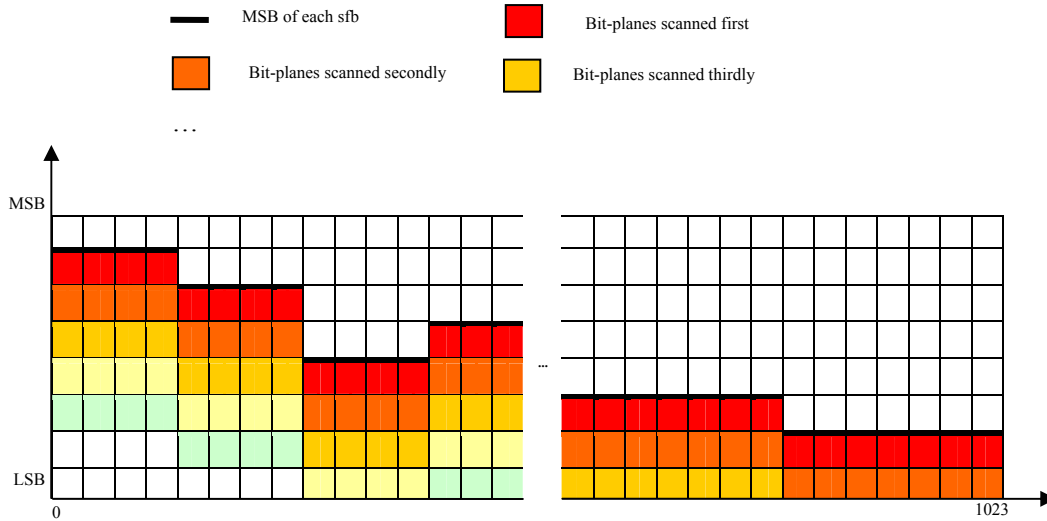 MSB of each sfb
Bit-planes scanned first
Bit-planes scanned secondly
Bit-planes scanned thirdly
...
MSB
...
LSB
0
1023